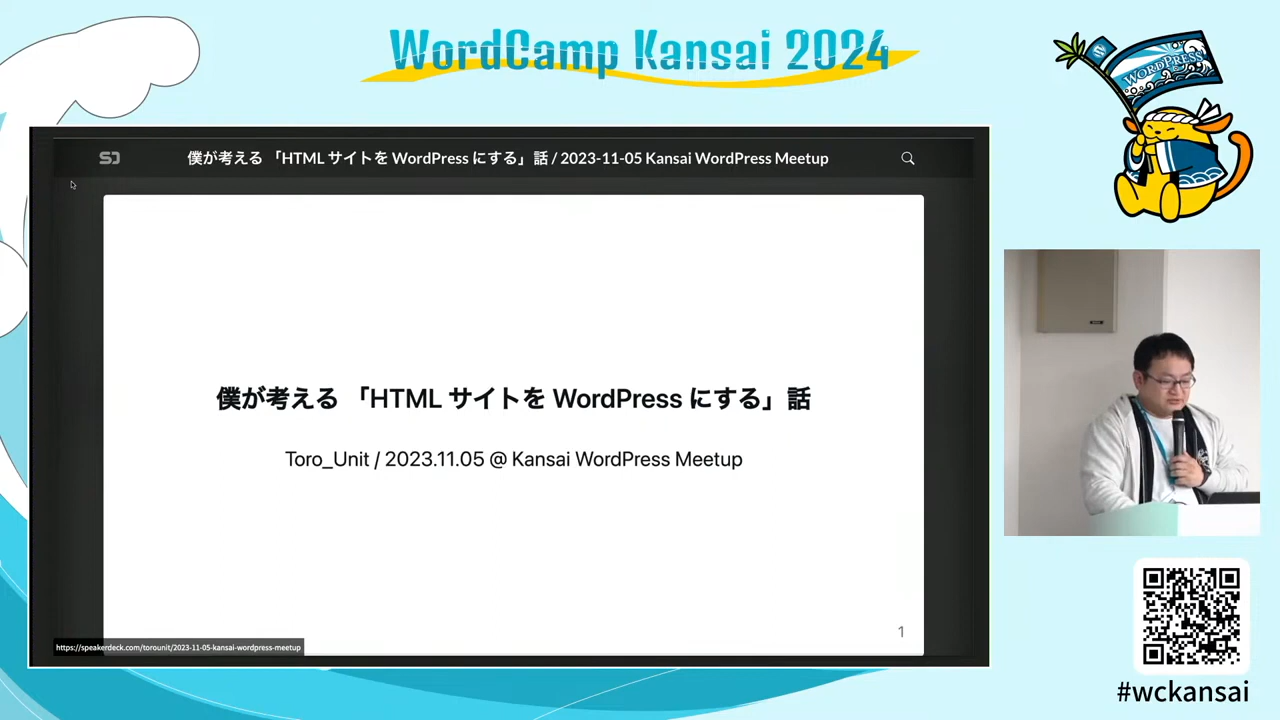 WordCamp Kansai 2024
WORDPRESS
W
SD
僕が考える 「HTML サイトを WordPress にする」話 / 2023-11-05 Kansai WordPress Meetup
僕が考える 「HTML サイトを WordPress にする」話
Toro_Unit / 2023.11.05 @ Kansai WordPress Meetup
1
https://speakerdeck.com/torounit/2023-11-05-kansai-wordpress-meetup
#wckansai